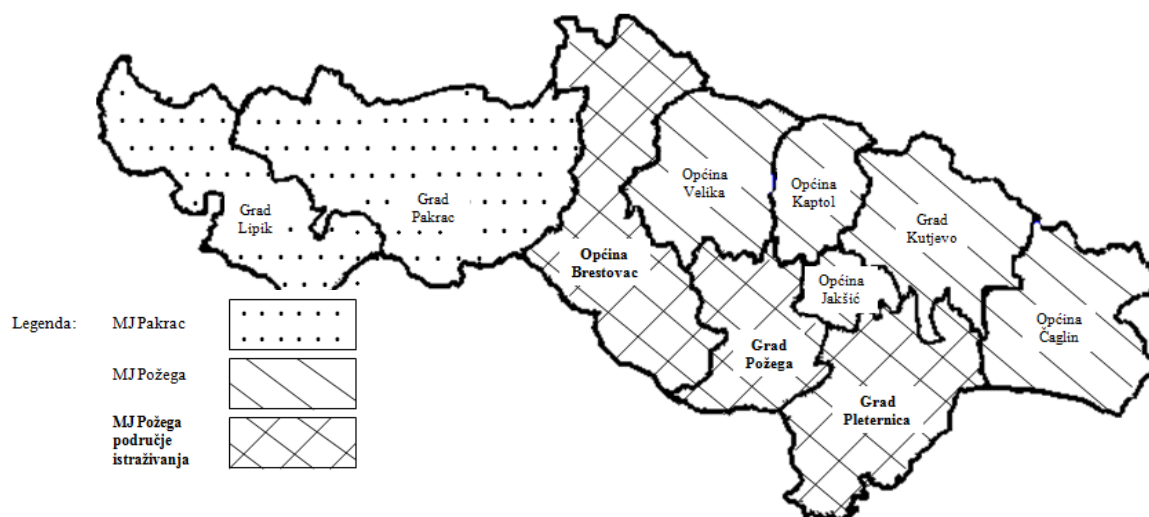 Općina
Velika
Općina
Kaptol
Grad
Lipik
Grad
Pakrac
Grad
Kutjevo
Općina
Brestovac
Općina
Jakšić
Općina
Čaglin
Grad
Požega
Grad
Pleternica
Legenda: MJ Pakrac
MJ Požega
MJ Požega
područje
istraživanja